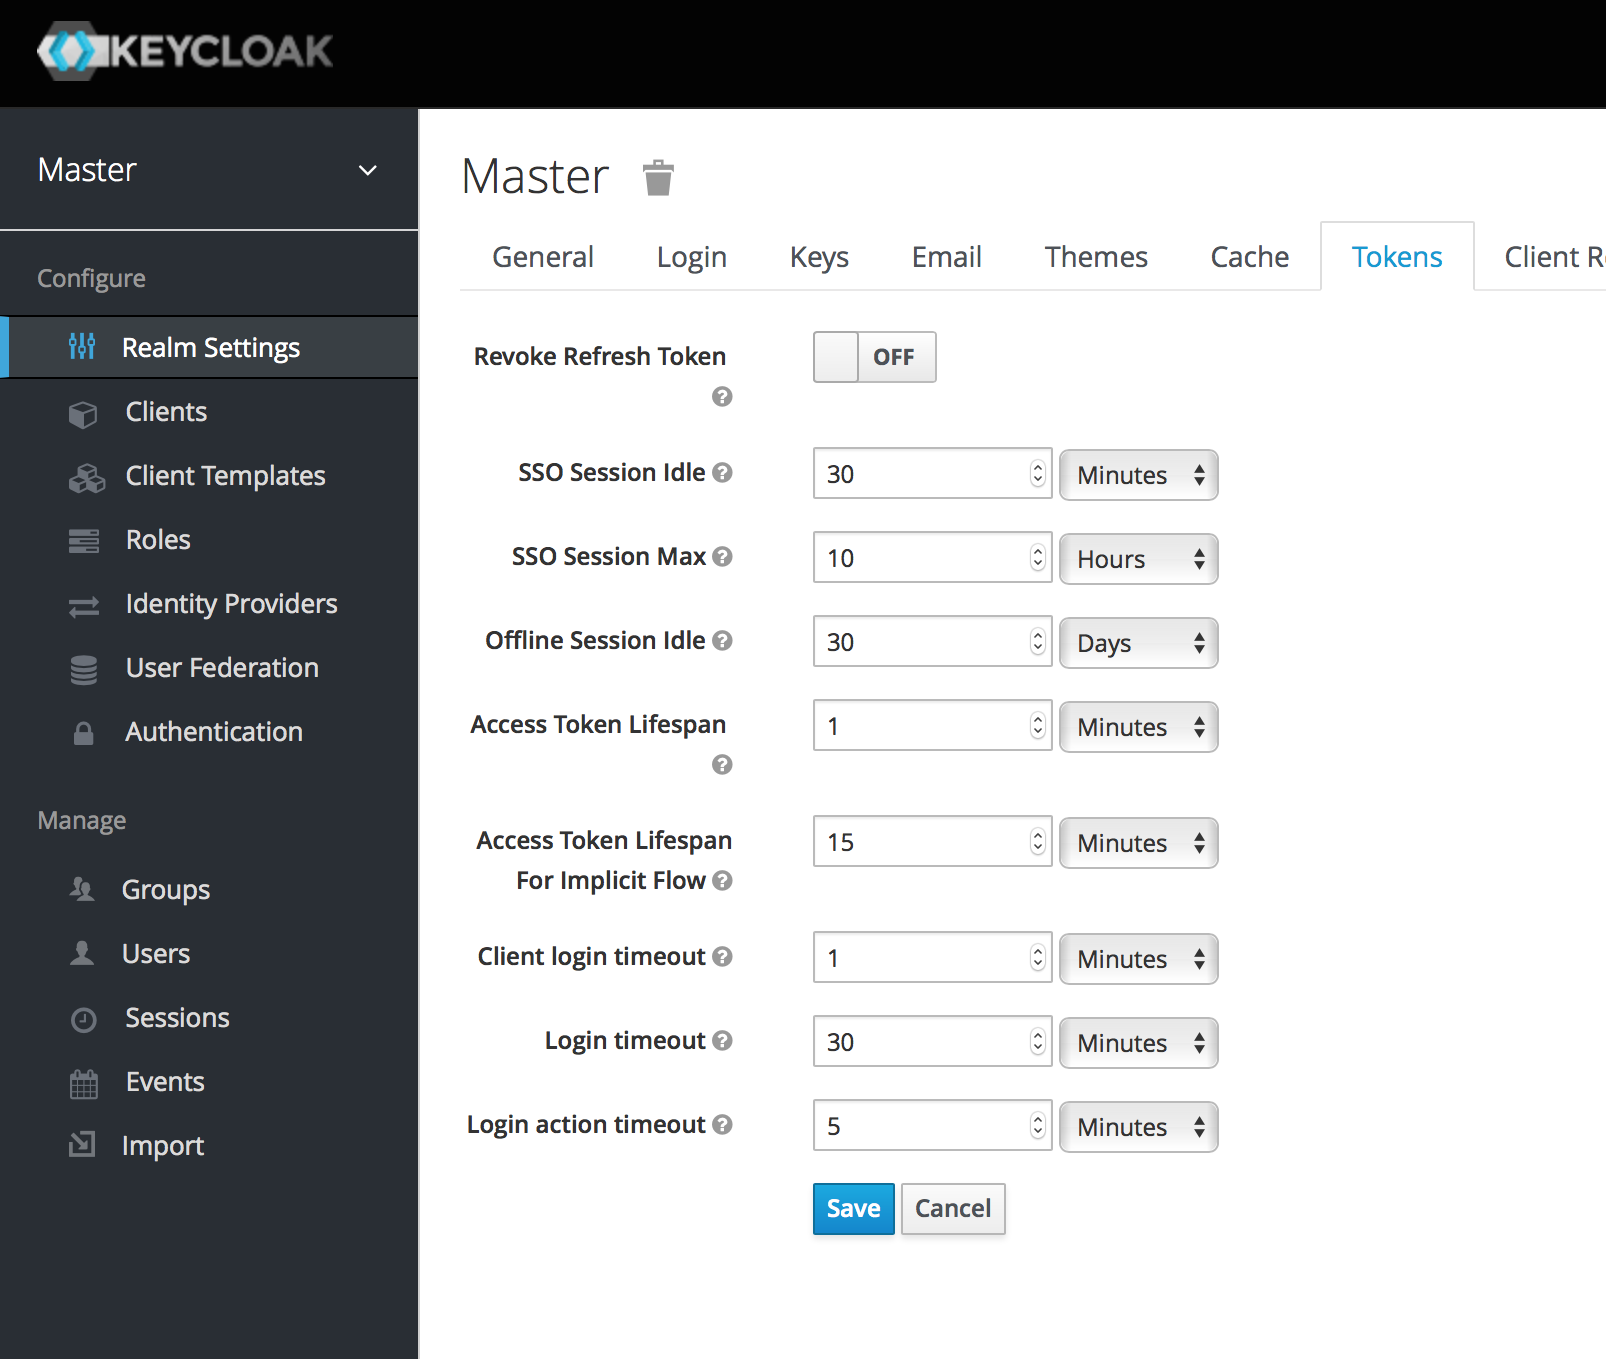 KEYCLOAK
Master
Configure
Realm Settings
Clients
Client Templates
Roles
Identity Providers
User Federation
Authentication
Manage
Groups
Users
Sessions
Events
Import
Master
General Login Keys Email Themes Cache Tokens Client R
Revoke Refresh Token OFF
SSO Session Idle 30 Minutes
SSO Session Max 10 Hours
Offline Session Idle 30 Days
Access Token Lifespan 1 Minutes
Access Token Lifespan
For Implicit Flow 15 Minutes
Client login timeout 1 Minutes
Login timeout 30 Minutes
Login action timeout 5 Minutes
Save Cancel